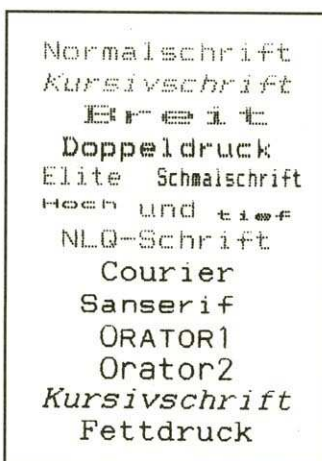 Normalschrift
Kursivschrift
Breit
Doppeldruck
Elite Schmalschrift
Hoch und tief
NLQ-Schrift
Courier
Sanserif
ORATOR1
Orator2
Kursivschrift
Fettdruck